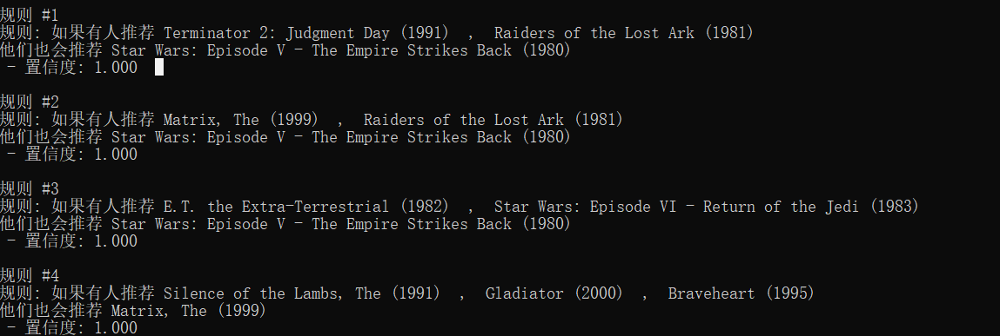 规则 #1
规则: 如果有人推荐 Terminator 2: Judgment Day (1991) , Raiders of the Lost Ark (1981)
他们也会推荐 Star Wars: Episode V - The Empire Strikes Back (1980)
- 置信度: 1.000
规则 #2
规则: 如果有人推荐 Matrix, The (1999) , Raiders of the Lost Ark (1981)
他们也会推荐 Star Wars: Episode V - The Empire Strikes Back (1980)
- 置信度: 1.000
规则 #3
规则: 如果有人推荐 E.T. the Extra-Terrestrial (1982) , Star Wars: Episode VI - Return of the Jedi (1983)
他们也会推荐 Star Wars: Episode V - The Empire Strikes Back (1980)
- 置信度: 1.000
规则 #4
规则: 如果有人推荐 Silence of the Lambs, The (1991) , Gladiator (2000) , Braveheart (1995)
他们也会推荐 Matrix, The (1999)
- 置信度: 1.000